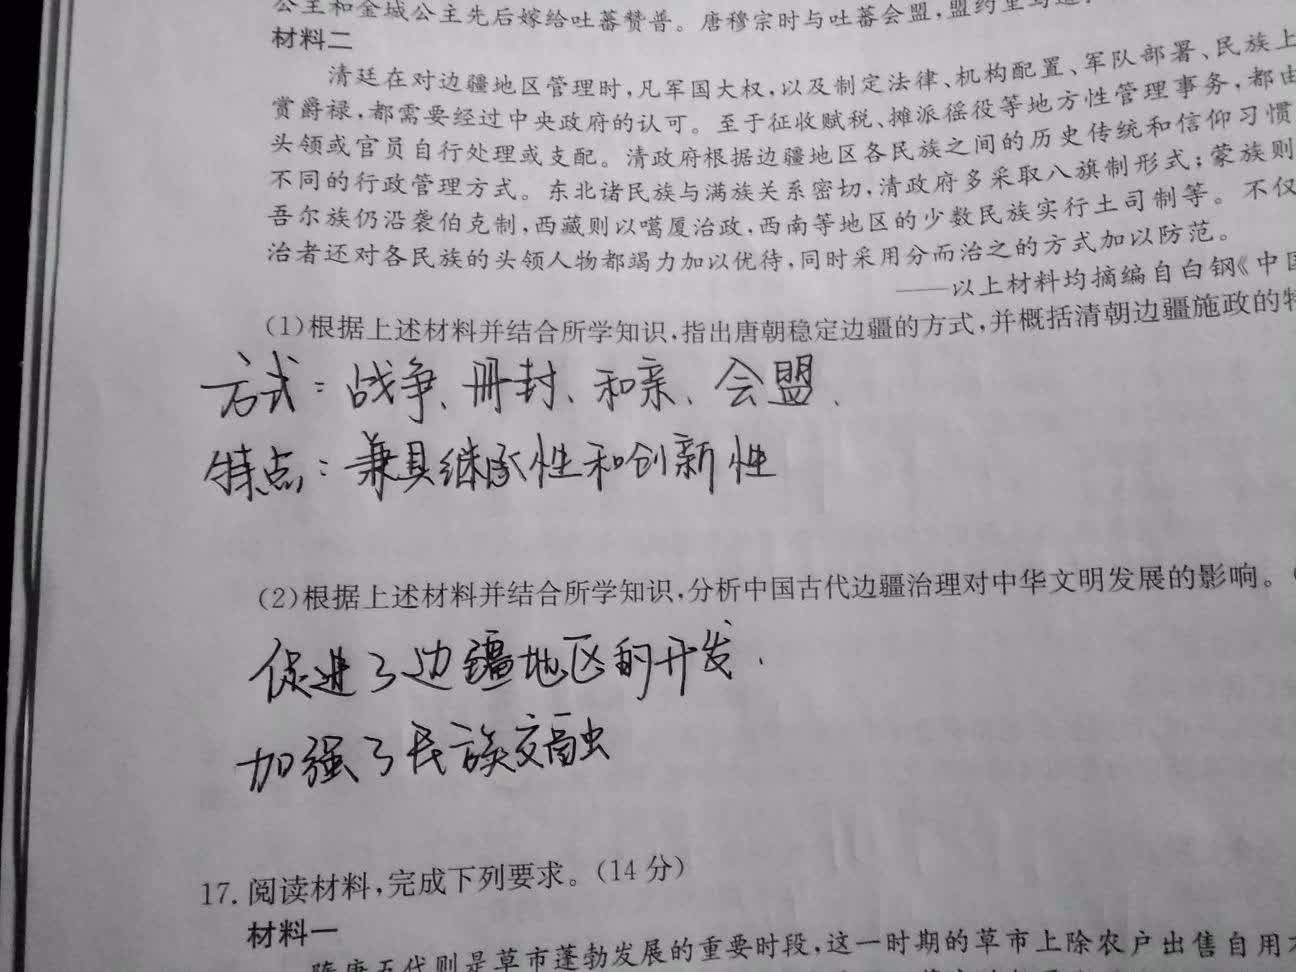 公主和金城公主先后嫁给吐蕃赞普。唐穆宗时与吐蕃会盟,盟约重
材料二
清廷在对边疆地区管理时,凡军国大权,以及制定法律、机构配置、军队部署、民族上
赏爵禄,都需要经过中央政府的认可。至于征收赋税、摊派徭役等地方性管理事务,都由
头领或官员自行处理或支配。清政府根据边疆地区各民族之间的历史传统和信仰习惯
不同的行政管理方式。东北诸民族与满族关系密切,清政府多采取八旗制形式;蒙族则
吾尔族仍沿袭伯克制,西藏则以噶厦治政,西南等地区的少数民族实行土司制等。不仅
治者还对各民族的头领人物都竭力加以优待,同时采用分而治之的方式加以防范。
——以上材料均摘编自白钢《中国
(1)根据上述材料并结合所学知识,指出唐朝稳定边疆的方式,并概括清朝边疆施政的特
方式:战争、册封、和亲、会盟.
特点:兼具继承性和创新性
(2)根据上述材料并结合所学知识,分析中国古代边疆治理对中华文明发展的影响。(
促进了边疆地区的开发.
加强了民族交融
17.阅读材料,完成下列要求。(14分)
材料一
隋唐五代则是草市蓬勃发展的重要时段,这一时期的草市上除农户出售自用